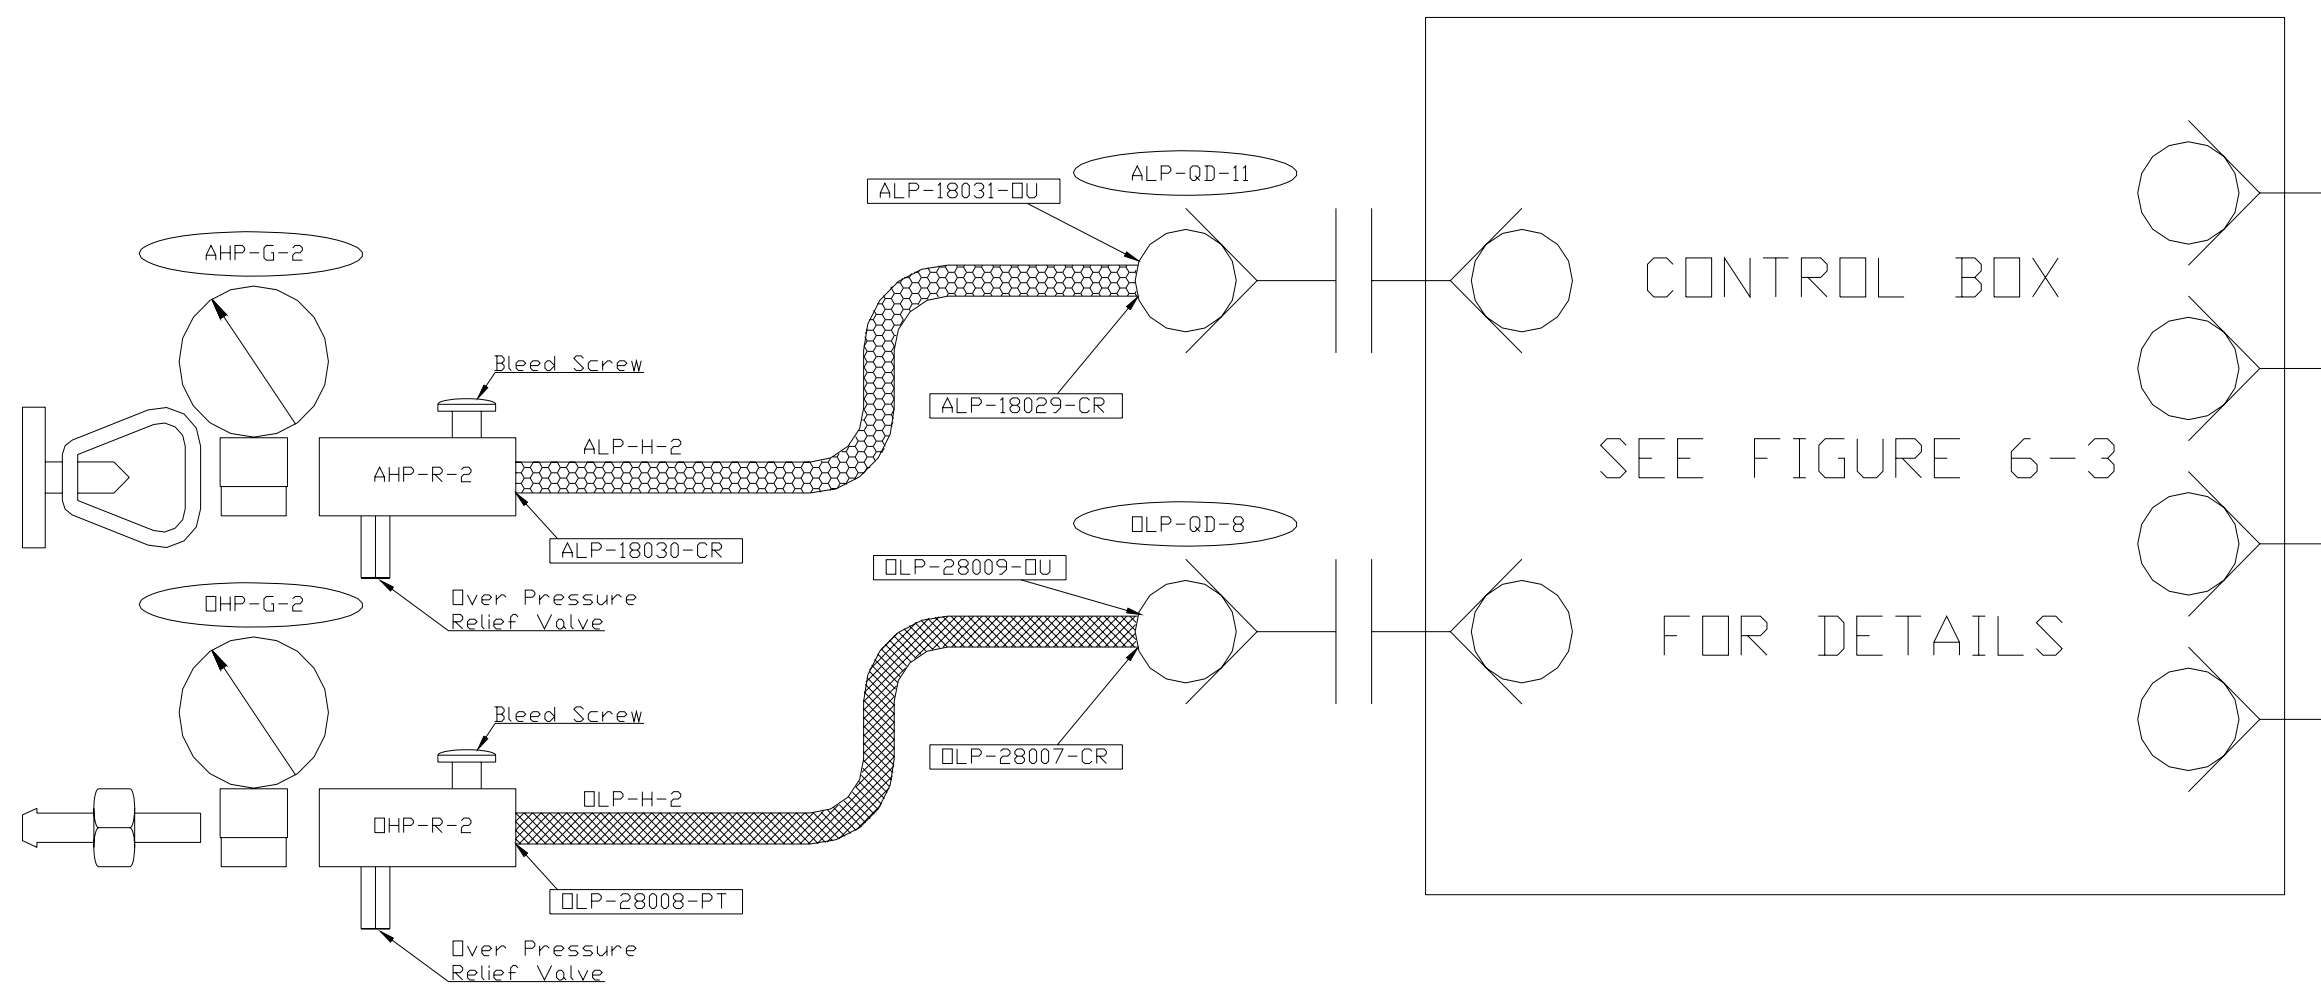 ALP-QD-11
ALP-18031-OU
AHP-G-2
CONTROL BOX
Bleed Screw
ALP-18029-CR
ALP-H-2
AHP-R-2
SEE FIGURE 6-3
ALP-18030-CR
OLP-QD-8
OLP-28009-OU
OHP-G-2
Over Pressure
Relief Valve
FOR DETAILS
Bleed Screw
OLP-28007-CR
OLP-H-2
OHP-R-2
OLP-28008-PT
Over Pressure
Relief Valve